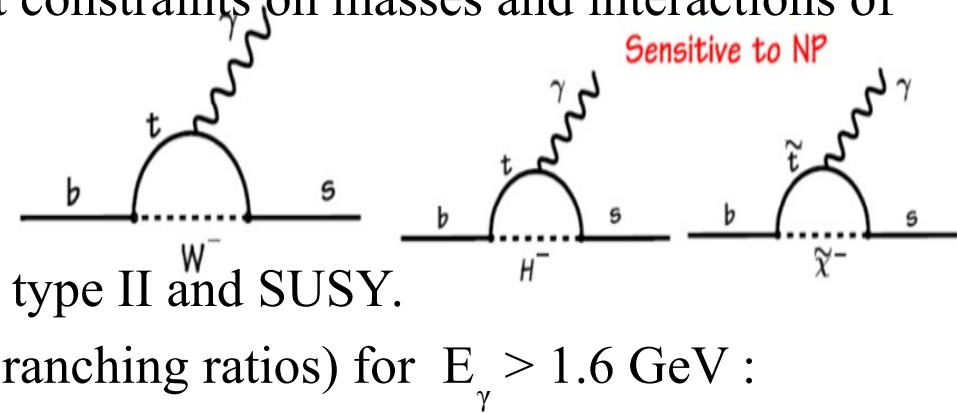 t constraints on masses and interactions of
Sensitive to NP
γ
t
b
s
W⁻
γ
t
b
s
H⁻
γ
t̃
b
s
χ̃⁻
type II and SUSY.
ranching ratios) for E_γ > 1.6 GeV :